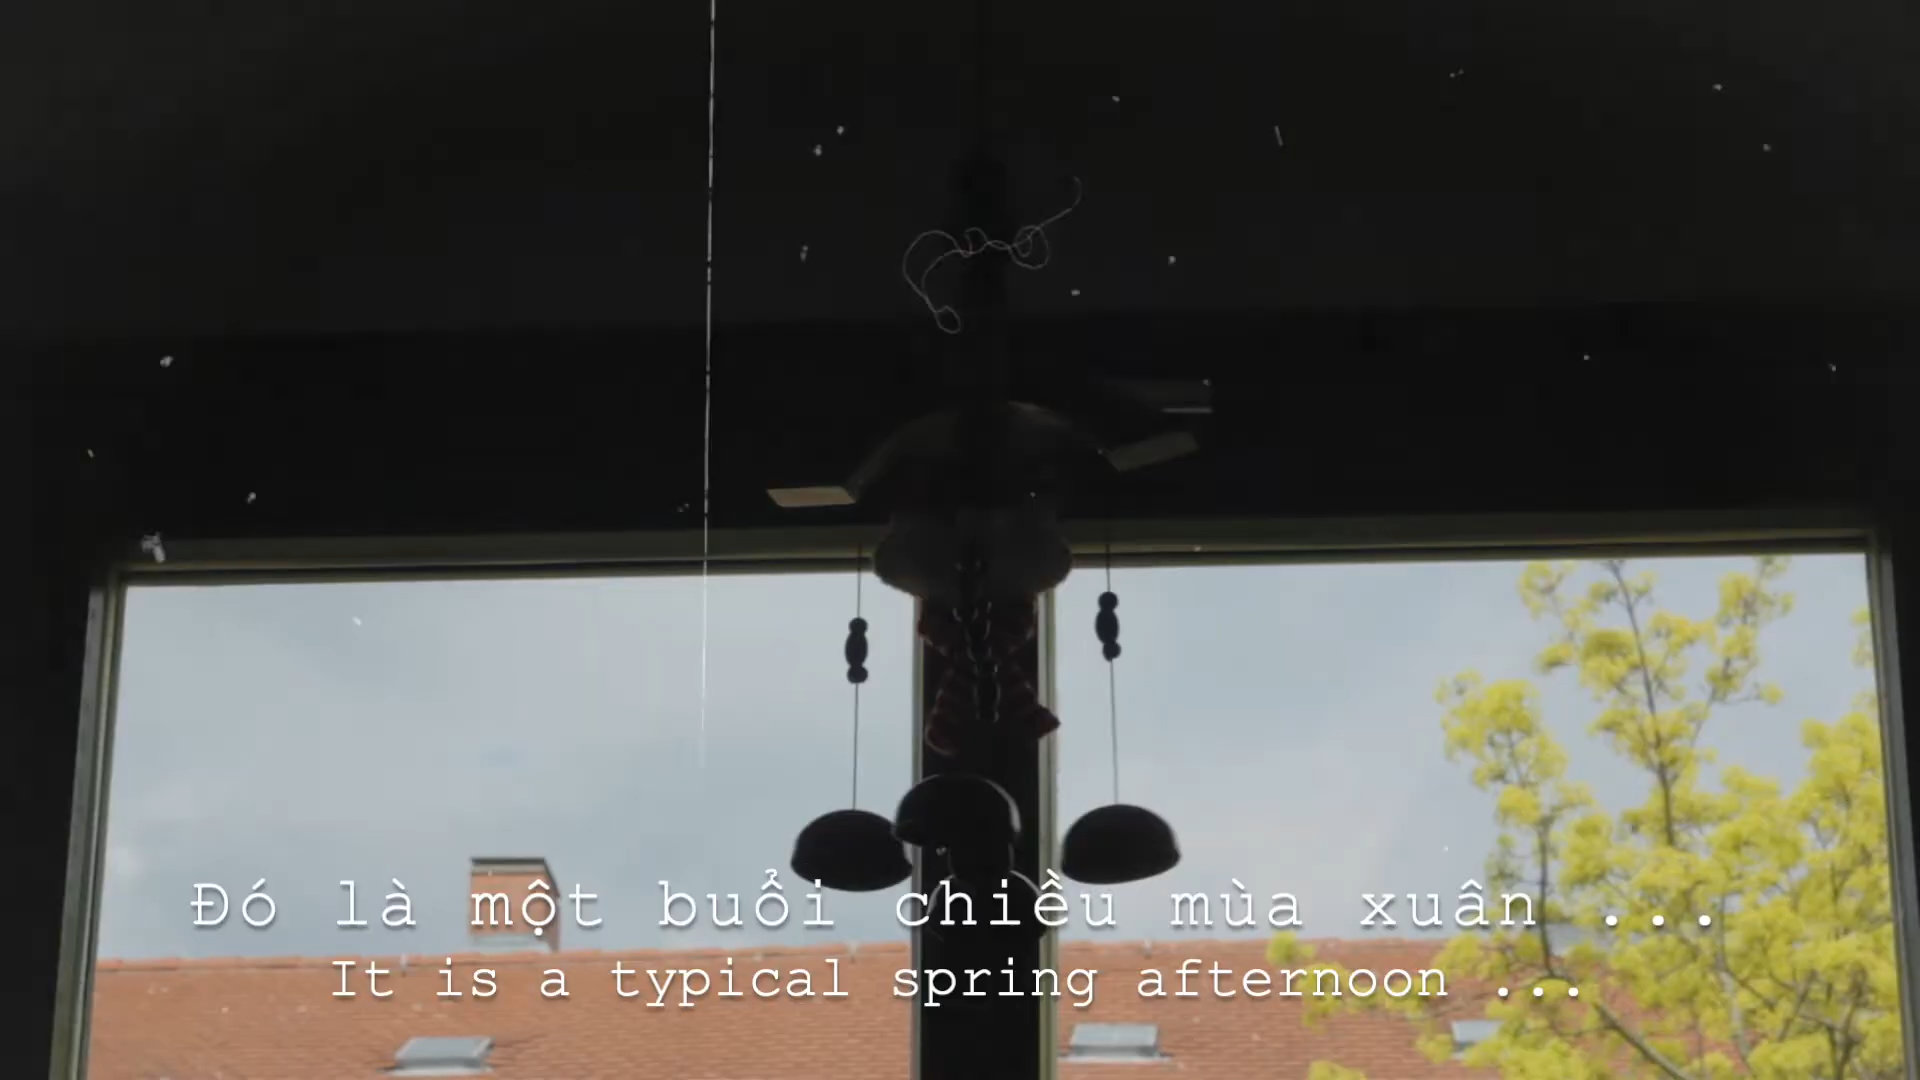 Đó là một buổi chiều mùa xuân ...
It is a typical spring afternoon ...